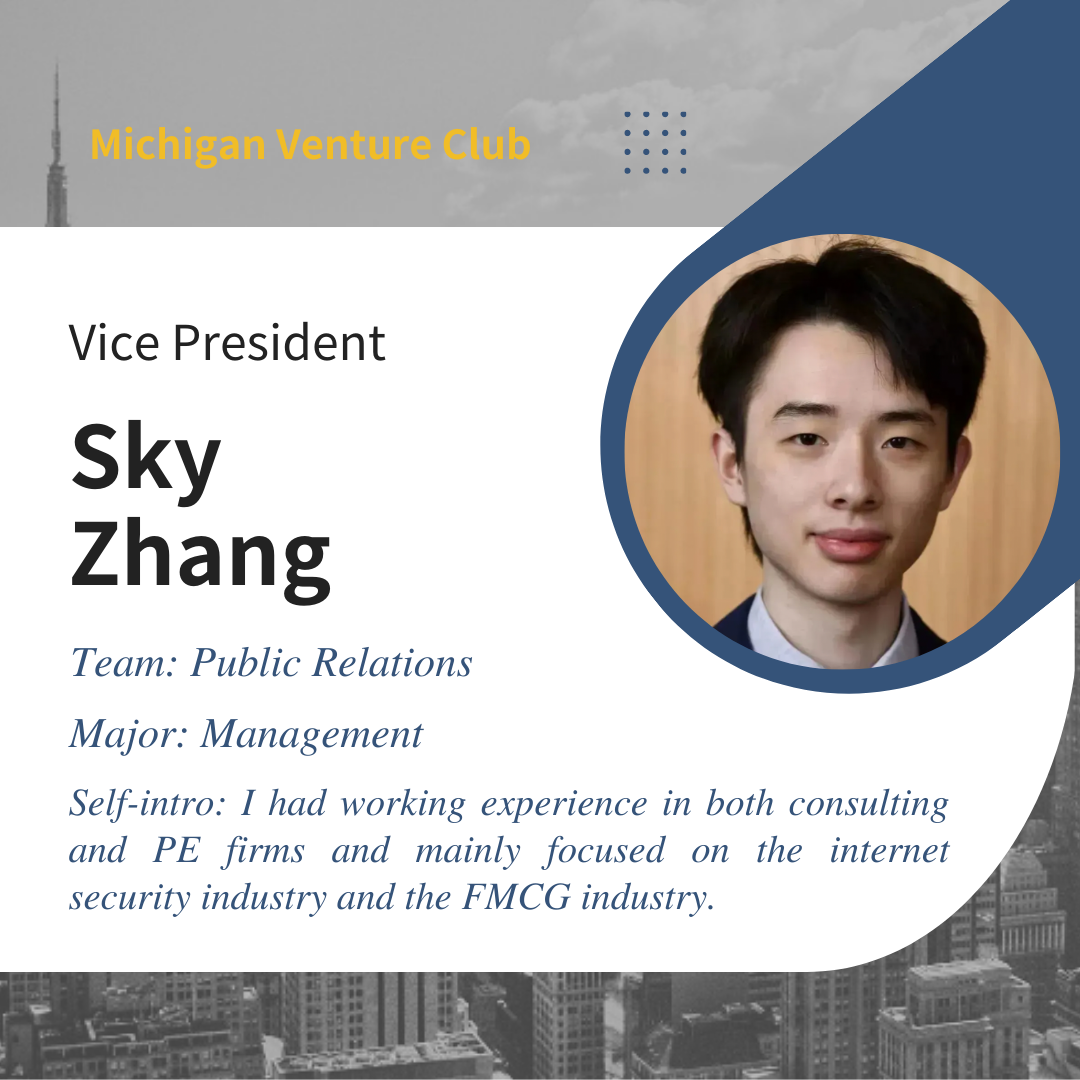 Michigan Venture Club
Vice President
Sky
Zhang
Team: Public Relations
Major: Management
Self-intro: I had working experience in both consulting
and PE firms and mainly focused on the internet
security industry and the FMCG industry.